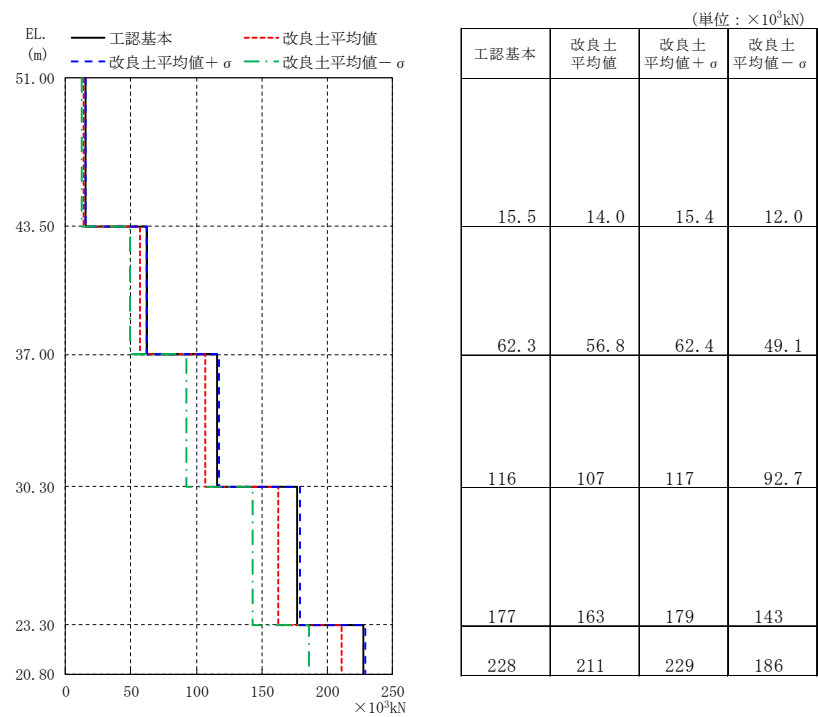 (単位：×10³kN)
EL.
(m)
工認基本
改良土平均値
改良土平均値＋σ
改良土平均値－σ
51.00
43.50
37.00
30.30
23.30
20.80
0 50 100 150 200 250
×10³kN
工認基本 改良土平均値 改良土平均値＋σ 改良土平均値－σ
15.5 14.0 15.4 12.0
62.3 56.8 62.4 49.1
116 107 117 92.7
177 163 179 143
228 211 229 186